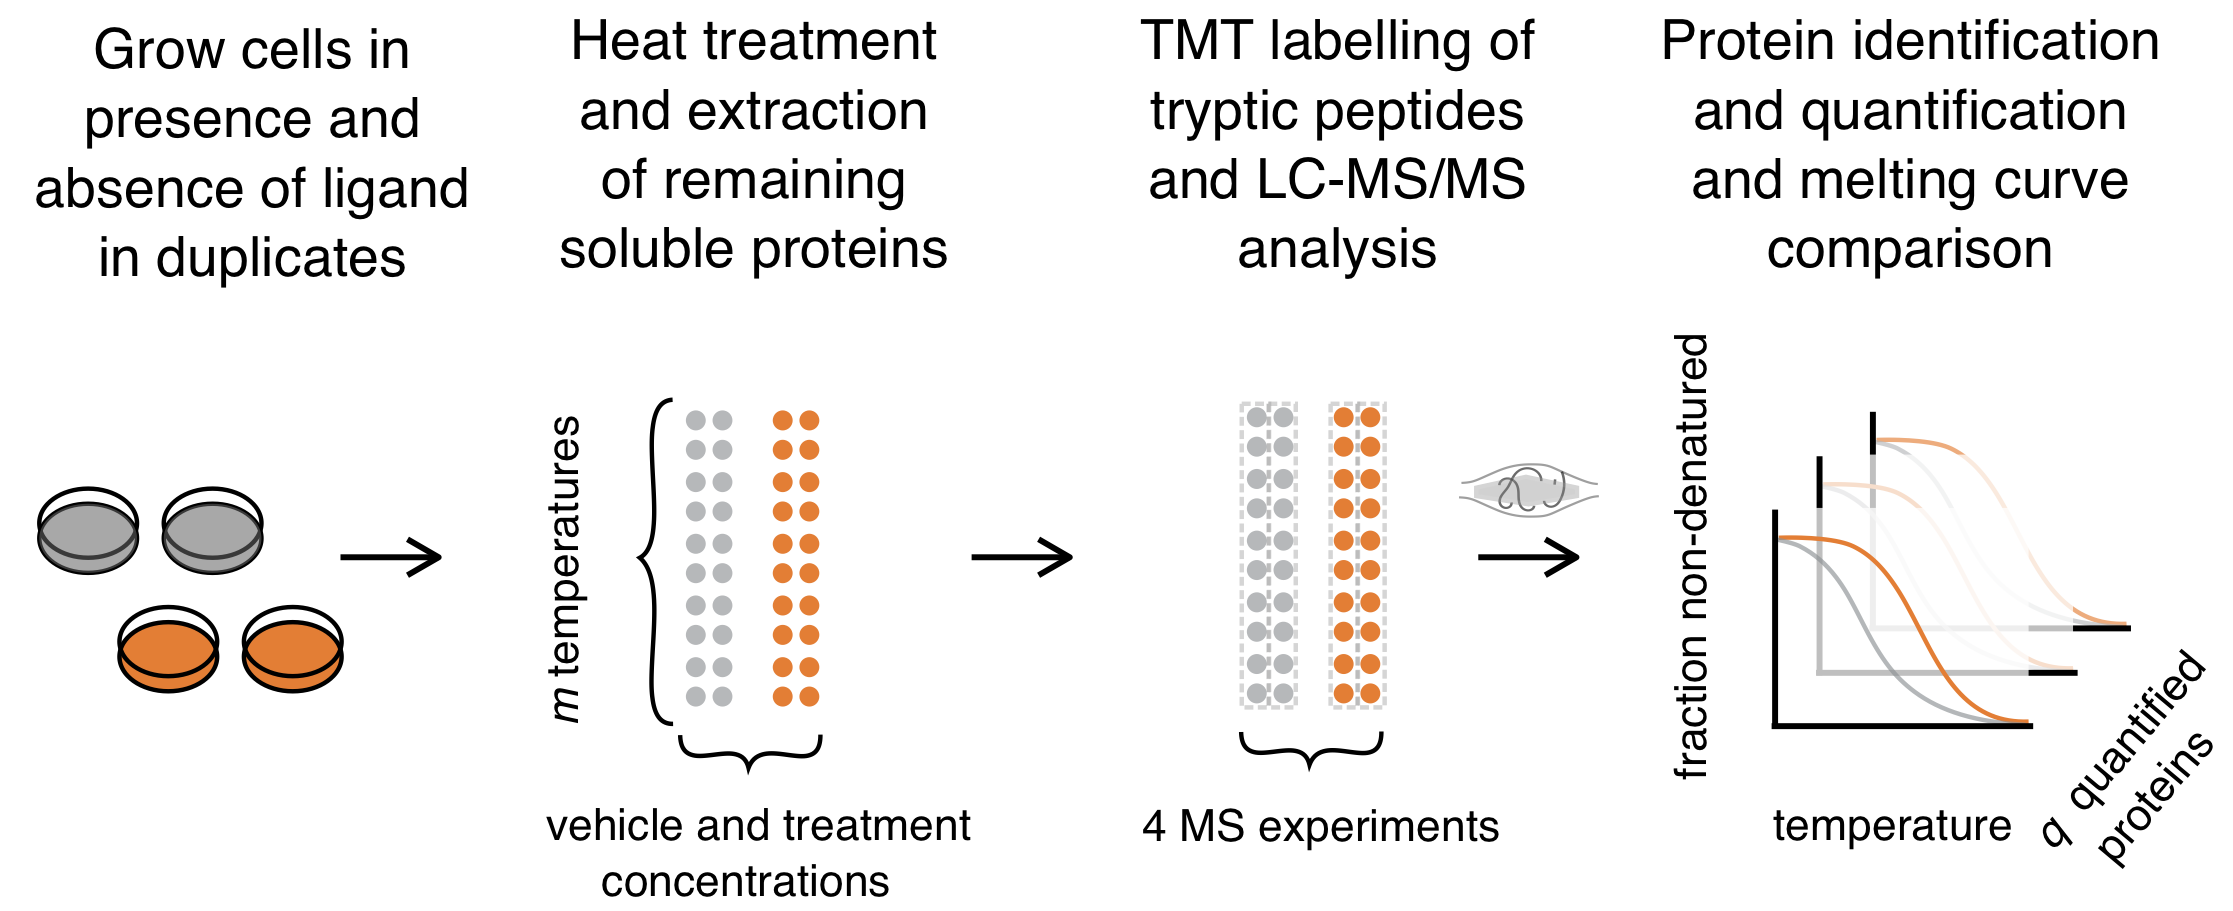 Grow cells in
presence and
absence of ligand
in duplicates
Heat treatment
and extraction
of remaining
soluble proteins
TMT labelling of
tryptic peptides
and LC-MS/MS
analysis
Protein identification
and quantification
and melting curve
comparison
m temperatures
vehicle and treatment
concentrations
4 MS experiments
fraction non-denatured
temperature
q quantified
proteins